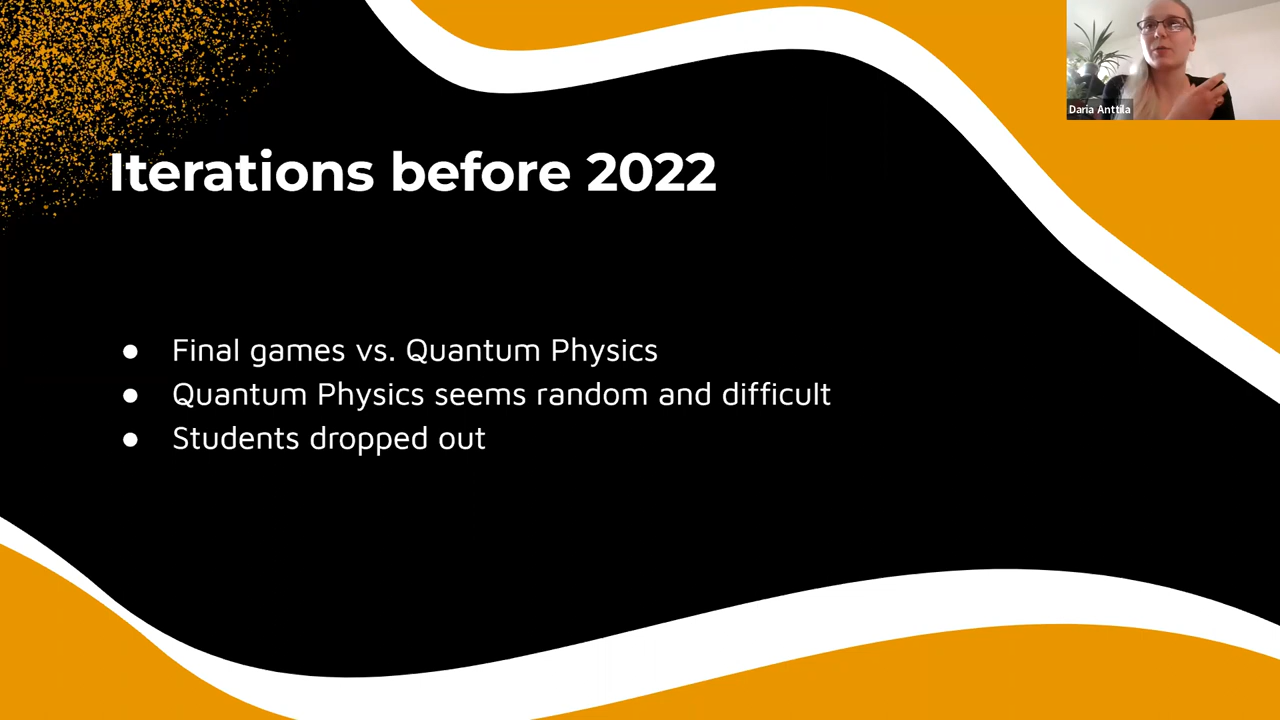 Daria Anttila
Iterations before 2022
● Final games vs. Quantum Physics
● Quantum Physics seems random and difficult
● Students dropped out